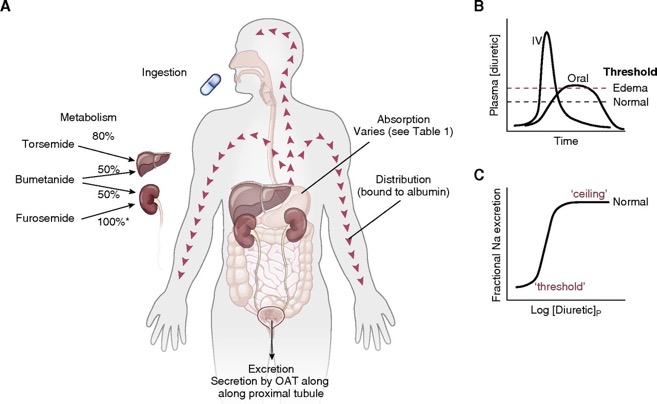 A
Ingestion
Metabolism
Torsemide
80%
50%
Bumetanide
50%
Furosemide
100%*
Absorption
Varies (see Table 1)
Distribution
(bound to albumin)
Excretion
Secretion by OAT along
along proximal tubule
B
Plasma [diuretic]
IV
Oral
Threshold
Edema
Normal
Time
C
Fractional Na excretion
'ceiling'
Normal
'threshold'
Log [Diuretic]P